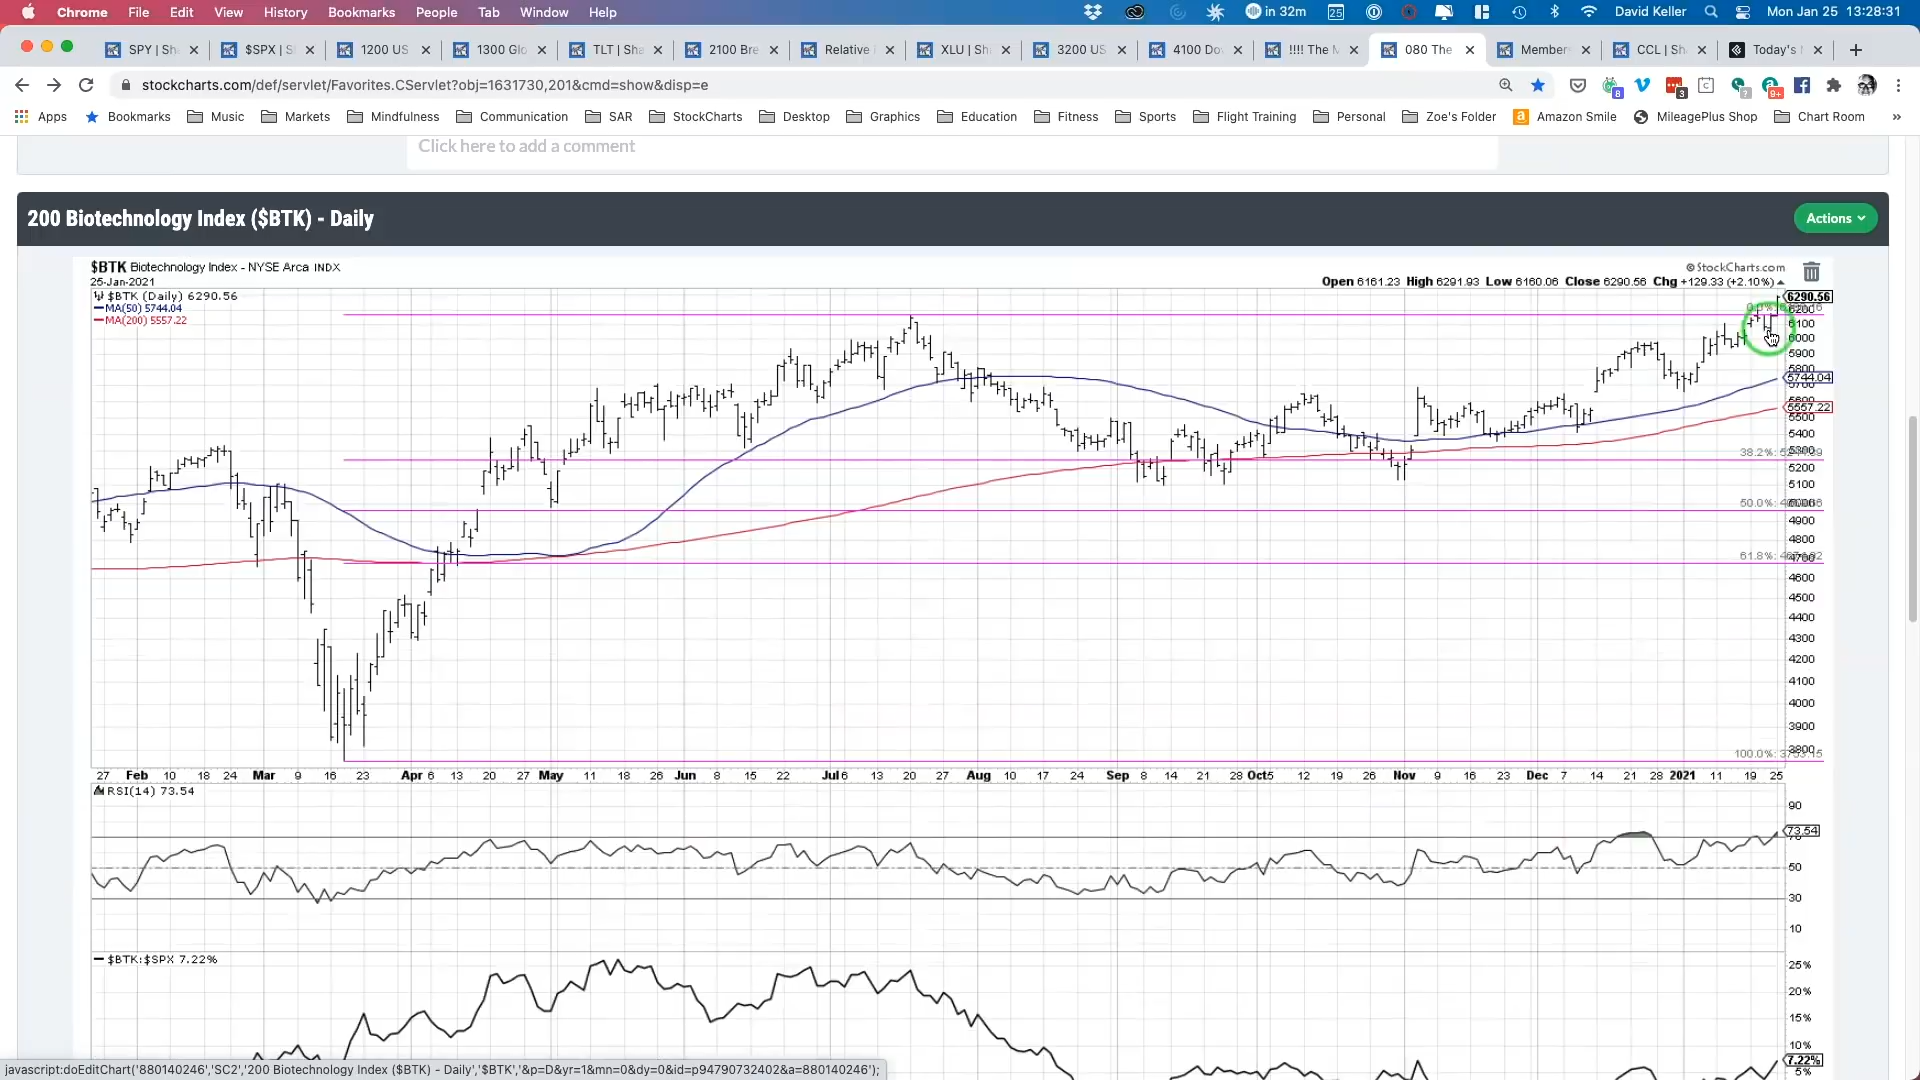 Chrome File Edit View History Bookmarks People Tab Window Help in 32m 25 David Keller Mon Jan 25 13:28:31
SPY | Sh $SPX | S 1200 US 1300 Glo TLT | Sha 2100 Bre Relative XLU | Sh 3200 US 4100 Do !!!! The M 080 The Member CCL | Sh Today's
stockcharts.com/def/servlet/Favorites.CServlet?obj=1631730,201&cmd=show&disp=e 8 3 ? 9+
Apps Bookmarks Music Markets Mindfulness Communication SAR StockCharts Desktop Graphics Education Fitness Sports Flight Training Personal Zoe's Folder Amazon Smile MileagePlus Shop Chart Room »
Click here to add a comment
200 Biotechnology Index ($BTK) - Daily Actions
$BTK Biotechnology Index - NYSE Arca INDX © StockCharts.com
25-Jan-2021 Open 6161.23 High 6291.93 Low 6160.06 Close 6290.56 Chg +129.33 (+2.10%)
$BTK (Daily) 6290.56 6290.56
MA(50) 5744.04
MA(200) 5557.22
6100
6000
5900
5800
5744.04
5557.22
5400
38.2%:
5200
5100
50.0%:
4900
4800
61.8%:
4600
4500
4400
4300
4200
4100
4000
3900
100.0%:
27 Feb 10 18 24 Mar 9 16 23 Apr 6 13 20 27 May 11 18 26 Jun 8 15 22 Jul 6 13 20 27 Aug 10 17 24 Sep 8 14 21 28 Oct 5 12 19 26 Nov 9 16 23 Dec 7 14 21 28 2021 11 19 25
RSI(14) 73.54
90
73.54
50
30
10
$BTK:$SPX 7.22%
25%
20%
15%
10%
7.22%
5%
javascript:doEditChart('880140246','SC2','200 Biotechnology Index ($BTK) - Daily','$BTK','&p=D&yr=1&mn=0&dy=0&id=p94790732402&a=880140246');